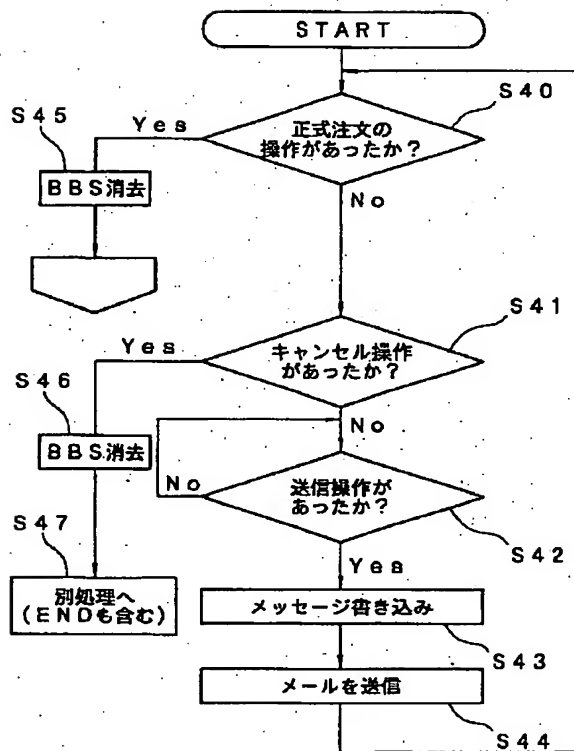 START
S40
S45
Yes
正式注文の
操作があったか?
BBS消去
No
S41
Yes
キャンセル操作
があったか?
S46
No
BBS消去
No
送信操作が
あったか?
S47
S42
Yes
別処理へ
(ENDも含む)
メッセージ書き込み
S43
メールを送信
S44